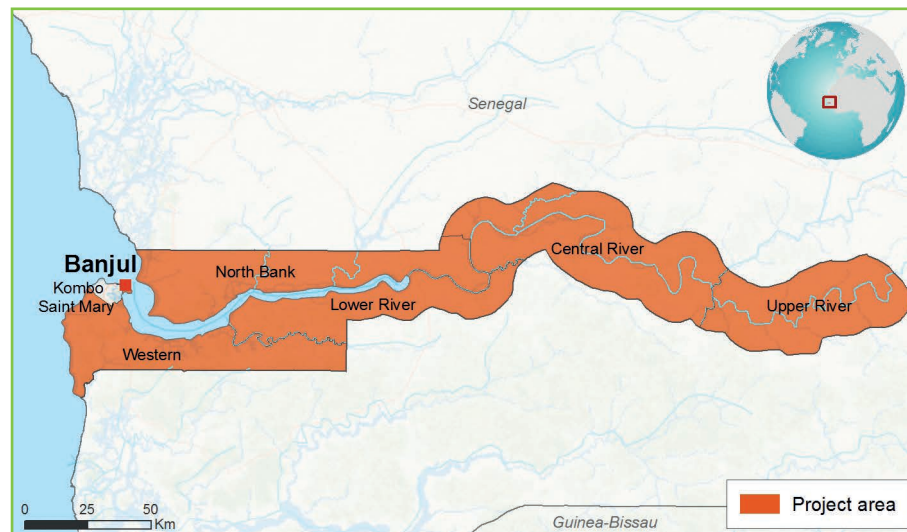 Senegal
Banjul
Kombo
Saint Mary
North Bank
Central River
Lower River
Upper River
Western
0 25 50
Km
Guinea-Bissau
Project area